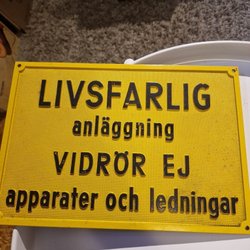 LIVSFARLIG
anläggning
VIDRÖR EJ
apparater och ledningar